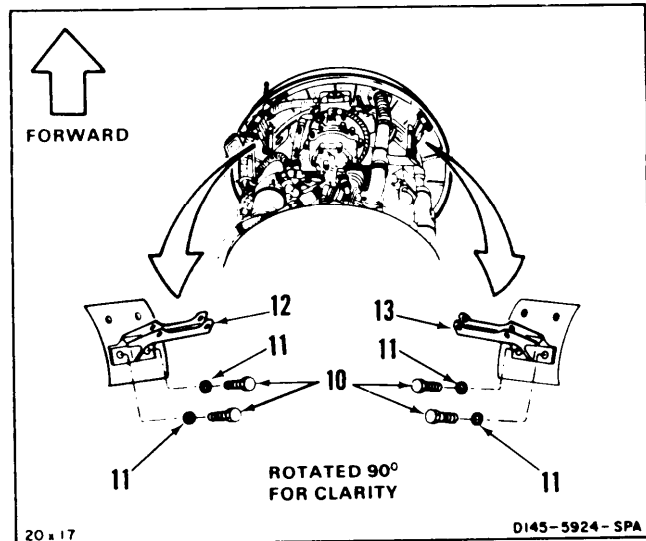 FORWARD
12
13
11
11
10
11
11
ROTATED 90°
FOR CLARITY
20 x 17
D145-5924-SPA